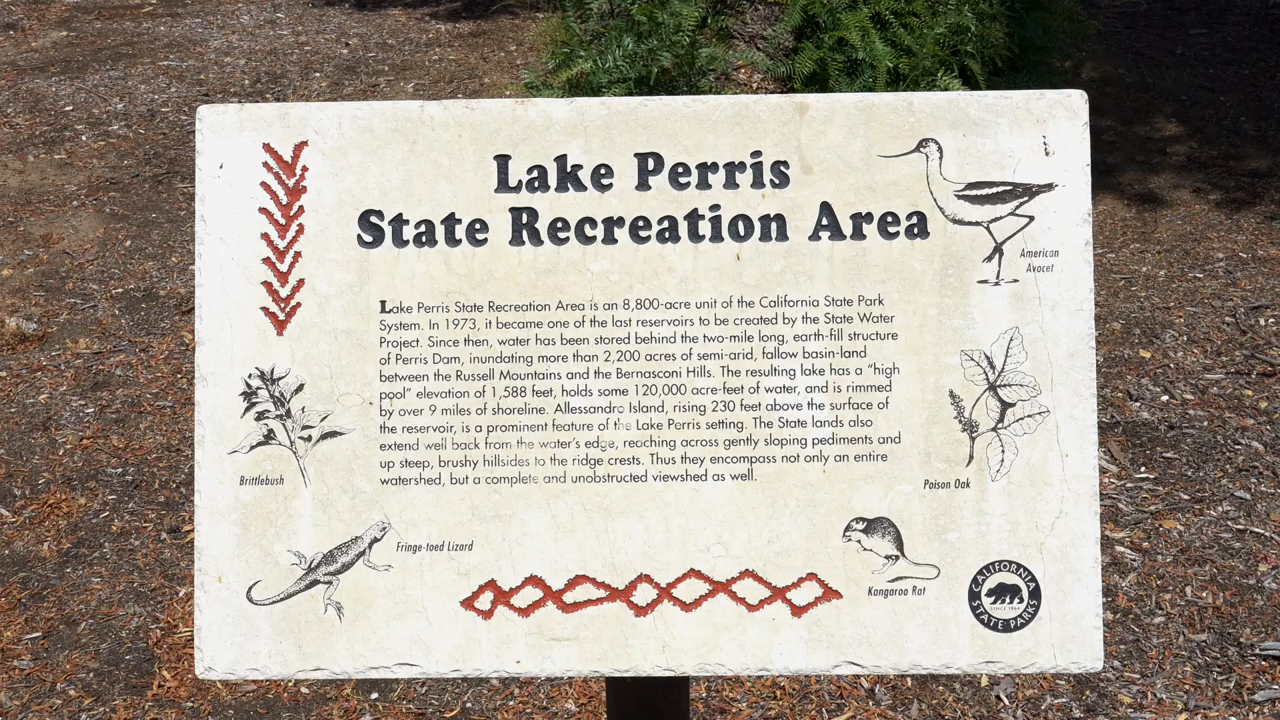 Lake Perris
State Recreation Area
American
Avocet
Lake Perris State Recreation Area is an 8,800-acre unit of the California State Park
System. In 1973, it became one of the last reservoirs to be created by the State Water
Project. Since then, water has been stored behind the two-mile long, earth-fill structure
of Perris Dam, inundating more than 2,200 acres of semi-arid, fallow basin-land
between the Russell Mountains and the Bernasconi Hills. The resulting lake has a "high
pool" elevation of 1,588 feet, holds some 120,000 acre-feet of water, and is rimmed
by over 9 miles of shoreline. Allessandro Island, rising 230 feet above the surface of
the reservoir, is a prominent feature of the Lake Perris setting. The State lands also
extend well back from the water's edge, reaching across gently sloping pediments and
up steep, brushy hillsides to the ridge crests. Thus they encompass not only an entire
watershed, but a complete and unobstructed viewshed as well.
Brittlebush
Poison Oak
Fringe-toed Lizard
Kangaroo Rat
CALIFORNIA
SINCE 1864
STATE PARKS